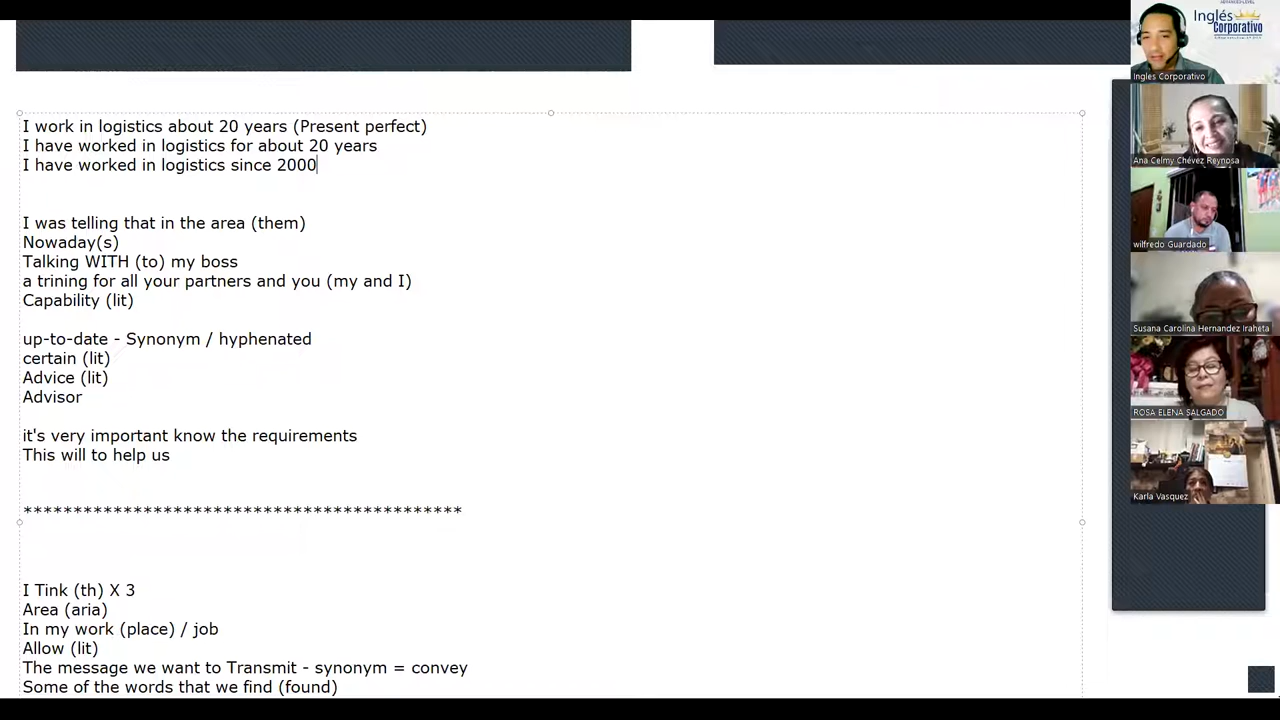 I work in logistics about 20 years (Present perfect)
I have worked in logistics for about 20 years
I have worked in logistics since 2000
I was telling that in the area (them)
Nowaday(s)
Talking WITH (to) my boss
a trining for all your partners and you (my and I)
Capability (lit)
up-to-date - Synonym / hyphenated
certain (lit)
Advice (lit)
Advisor
it's very important know the requirements
This will to help us
********************************************
I Tink (th) X 3
Area (aria)
In my work (place) / job
Allow (lit)
The message we want to Transmit - synonym = convey
Some of the words that we find (found)
Inglés
Corporativo
Ingles Corporativo
Ana Celmy Chévez Reynosa
wilfredo Guardado
Susana Carolina Hernandez Iraheta
ROSA ELENA SALGADO
Karla Vasquez